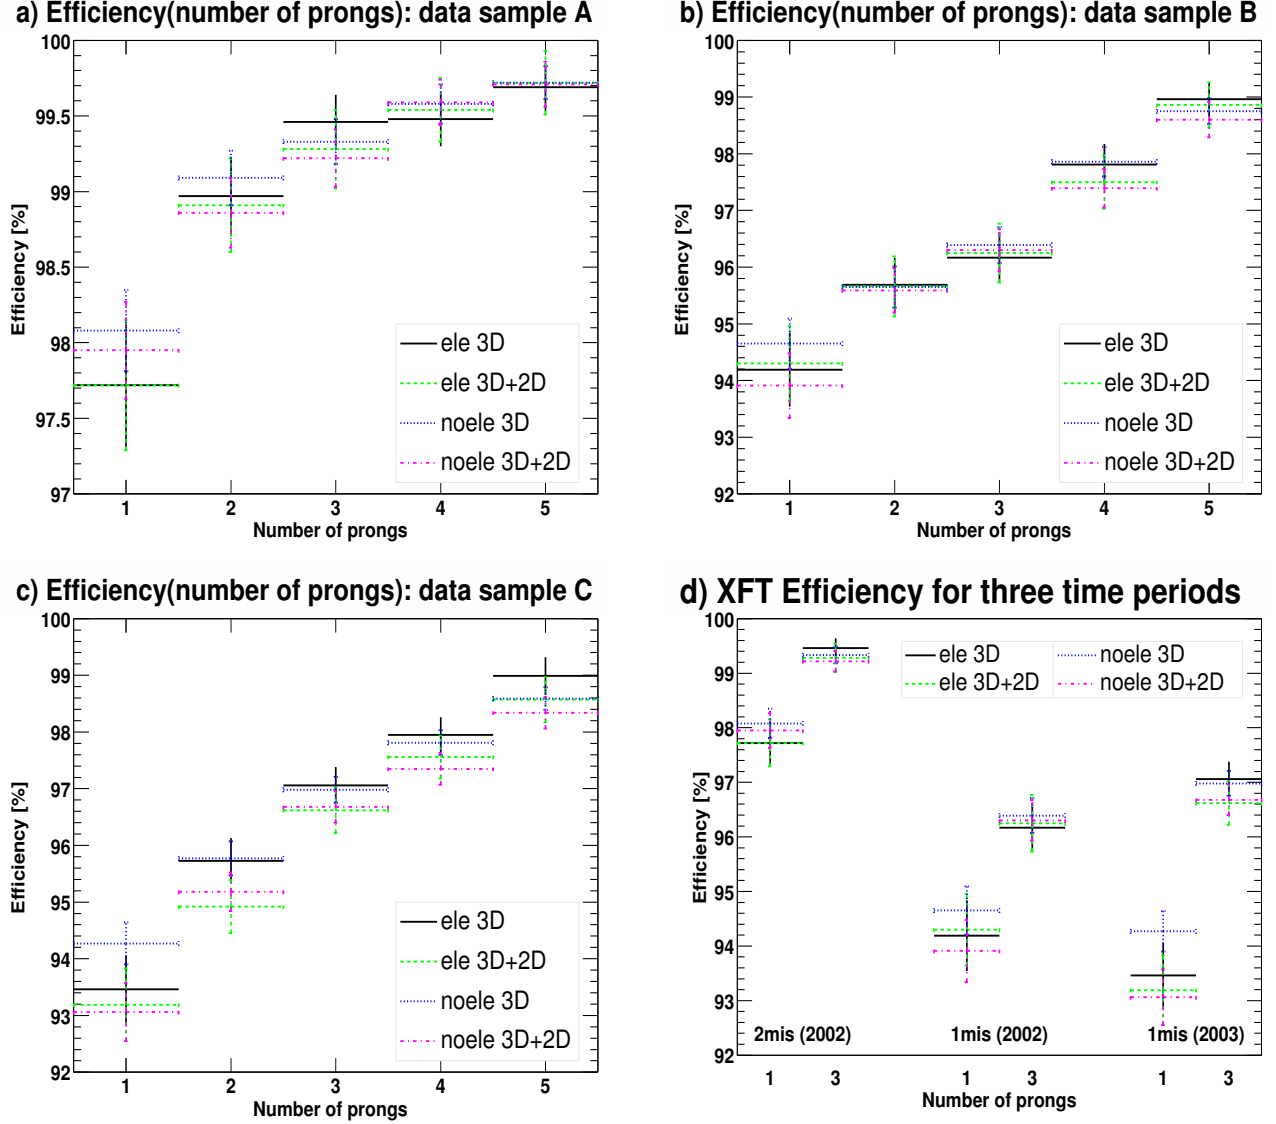 a) Efficiency(number of prongs): data sample A
Efficiency [%]
100
99.5
99
98.5
98
97.5
97
ele 3D
ele 3D+2D
noele 3D
noele 3D+2D
1 2 3 4 5
Number of prongs
b) Efficiency(number of prongs): data sample B
Efficiency [%]
100
99
98
97
96
95
94
93
92
ele 3D
ele 3D+2D
noele 3D
noele 3D+2D
1 2 3 4 5
Number of prongs
c) Efficiency(number of prongs): data sample C
Efficiency [%]
100
99
98
97
96
95
94
93
92
ele 3D
ele 3D+2D
noele 3D
noele 3D+2D
1 2 3 4 5
Number of prongs
d) XFT Efficiency for three time periods
Efficiency [%]
100
99
98
97
96
95
94
93
92
ele 3D noele 3D
ele 3D+2D noele 3D+2D
2mis (2002) 1mis (2002) 1mis (2003)
1 3 1 3 1 3
Number of prongs